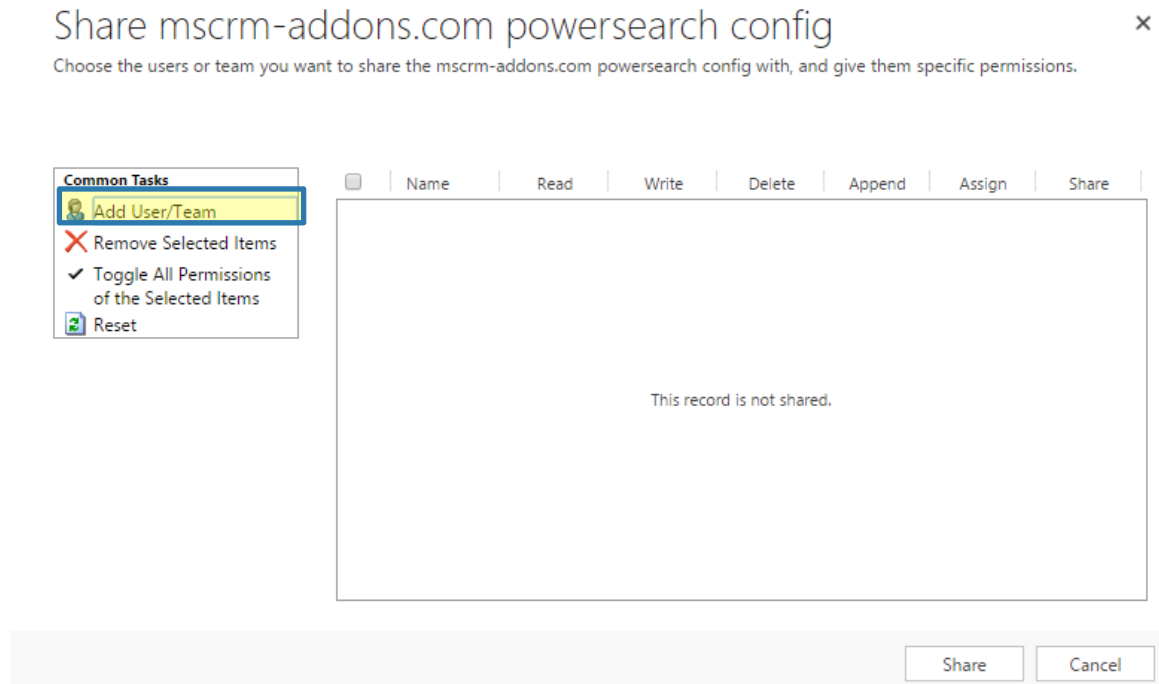 Share mscrm-addons.com powersearch config
Choose the users or team you want to share the mscrm-addons.com powersearch config with, and give them specific permissions.
Common Tasks
Add User/Team
Remove Selected Items
Toggle All Permissions
of the Selected Items
Reset
Name Read Write Delete Append Assign Share
This record is not shared.
Share Cancel